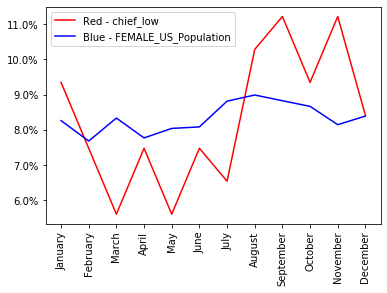 11.0%
10.0%
9.0%
8.0%
7.0%
6.0%
Red - chief_low
Blue - FEMALE_US_Population
January
February
March
April
May
June
July
August
September
October
November
December